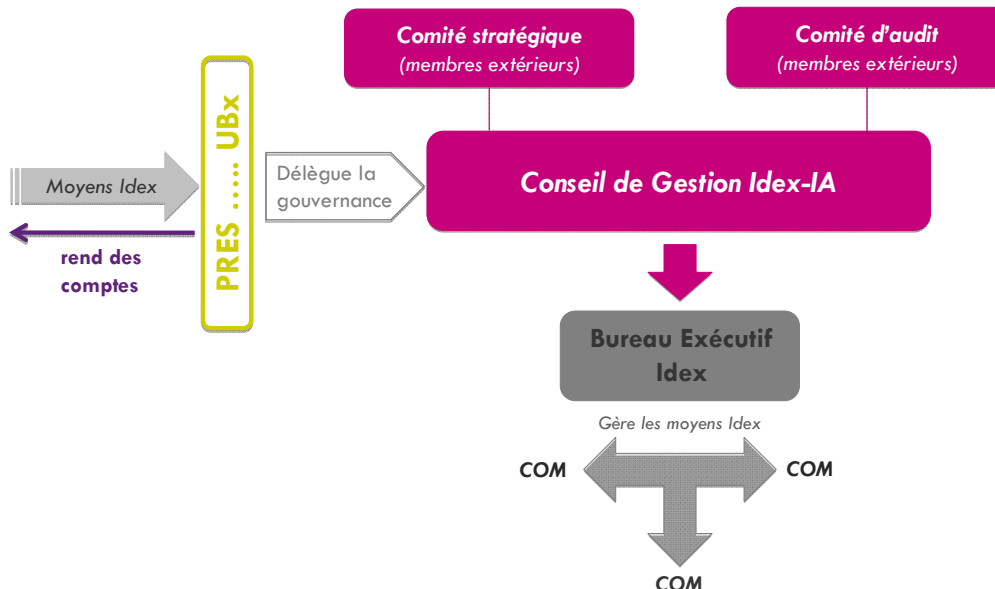 Comité stratégique
(membres extérieurs)
Comité d'audit
(membres extérieurs)
Moyens Idex
rend des
comptes
PRES ..... UBx
Délègue la
gouvernance
Conseil de Gestion Idex-IA
Bureau Exécutif
Idex
Gère les moyens Idex
COM
COM
COM